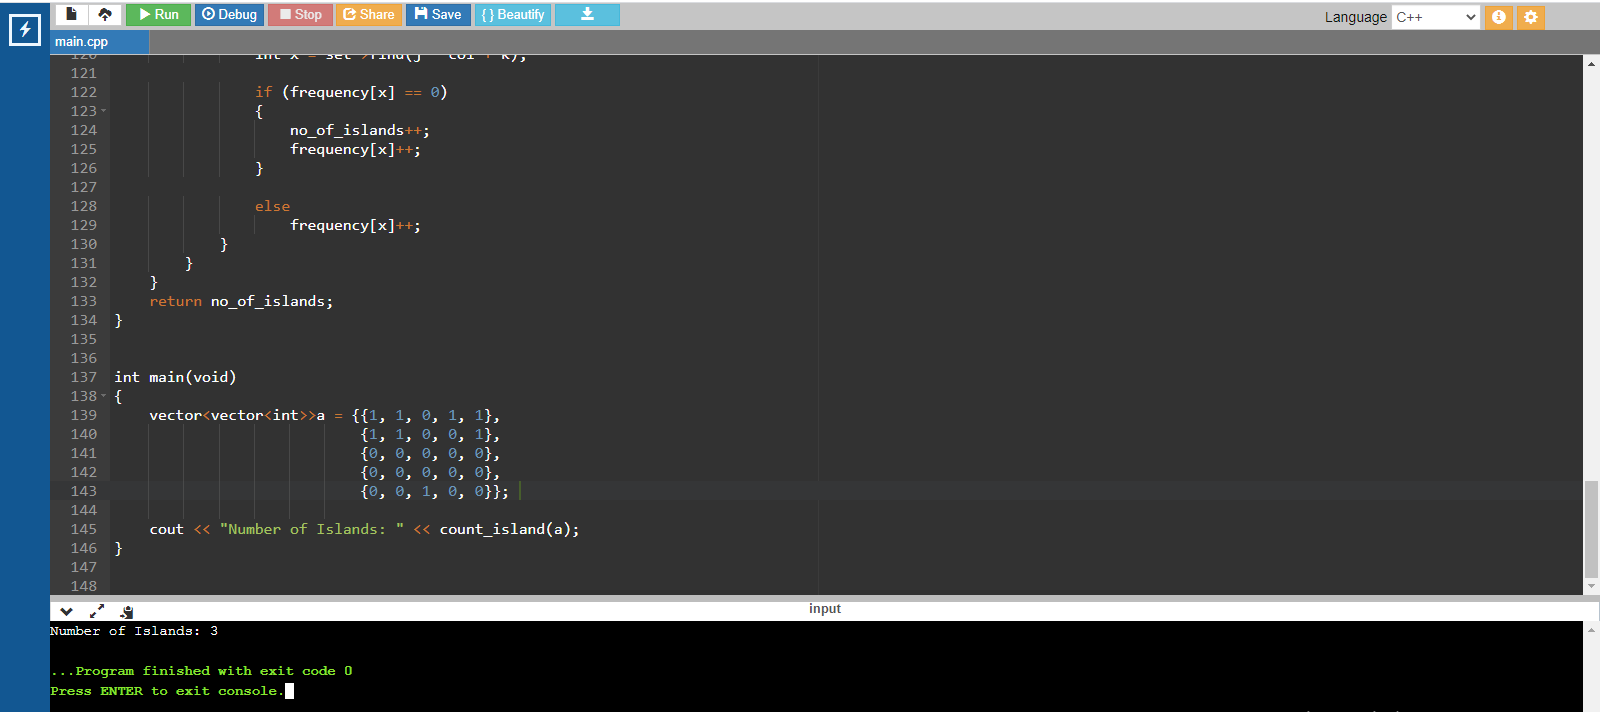 Run Debug Stop Share Save { } Beautify Language C++
main.cpp
120 int x = set->find(j * col + k);
121
122 if (frequency[x] == 0)
123 {
124 no_of_islands++;
125 frequency[x]++;
126 }
127
128 else
129 frequency[x]++;
130 }
131 }
132 }
133 return no_of_islands;
134 }
135
136
137 int main(void)
138 {
139 vector<vector<int>>a = {{1, 1, 0, 1, 1},
140 {1, 1, 0, 0, 1},
141 {0, 0, 0, 0, 0},
142 {0, 0, 0, 0, 0},
143 {0, 0, 1, 0, 0}};
144
145 cout << "Number of Islands: " << count_island(a);
146 }
147
148
input
Number of Islands: 3
...Program finished with exit code 0
Press ENTER to exit console.